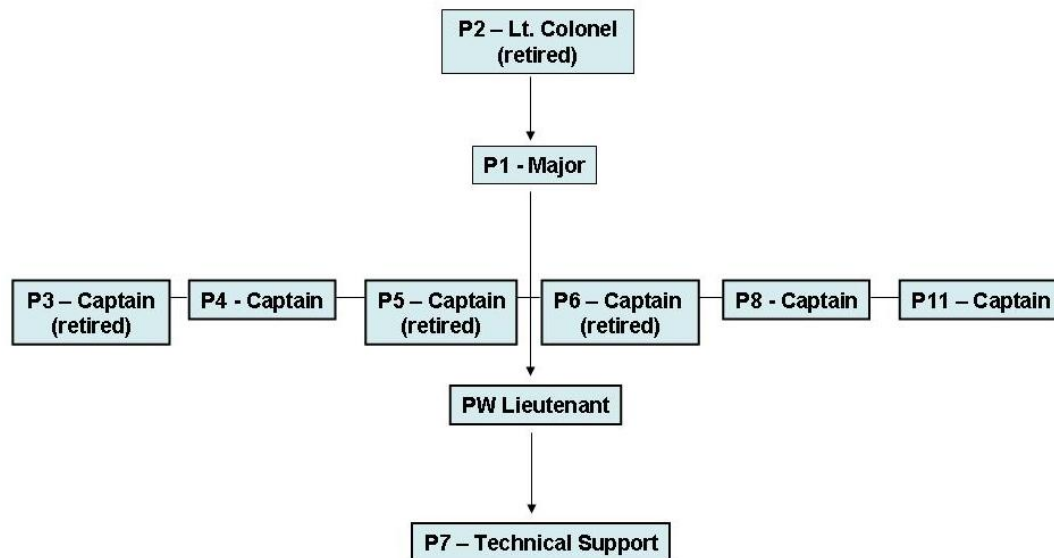 P2 – Lt. Colonel
(retired)
P1 - Major
P3 – Captain
(retired)
P4 - Captain
P5 – Captain
(retired)
P6 – Captain
(retired)
P8 - Captain
P11 – Captain
PW Lieutenant
P7 – Technical Support